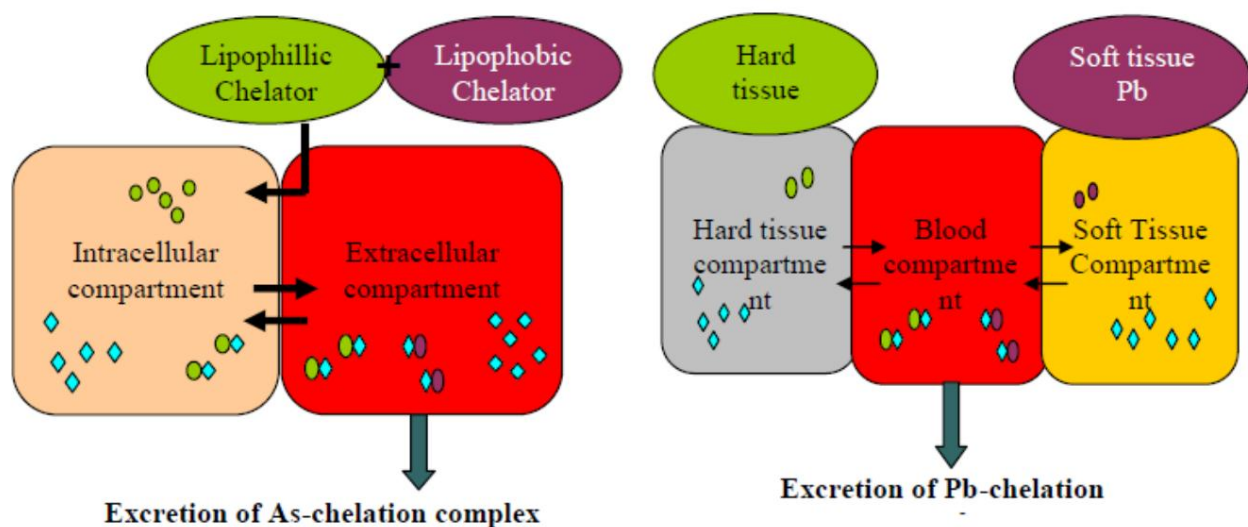 Lipophillic
Chelator
+
Lipophobic
Chelator
Intracellular
compartment
Extracellular
compartment
Excretion of As-chelation complex
Hard
tissue
Soft tissue
Pb
Hard tissue
compartme
nt
Blood
compartme
nt
Soft Tissue
Compartme
nt
Excretion of Pb-chelation